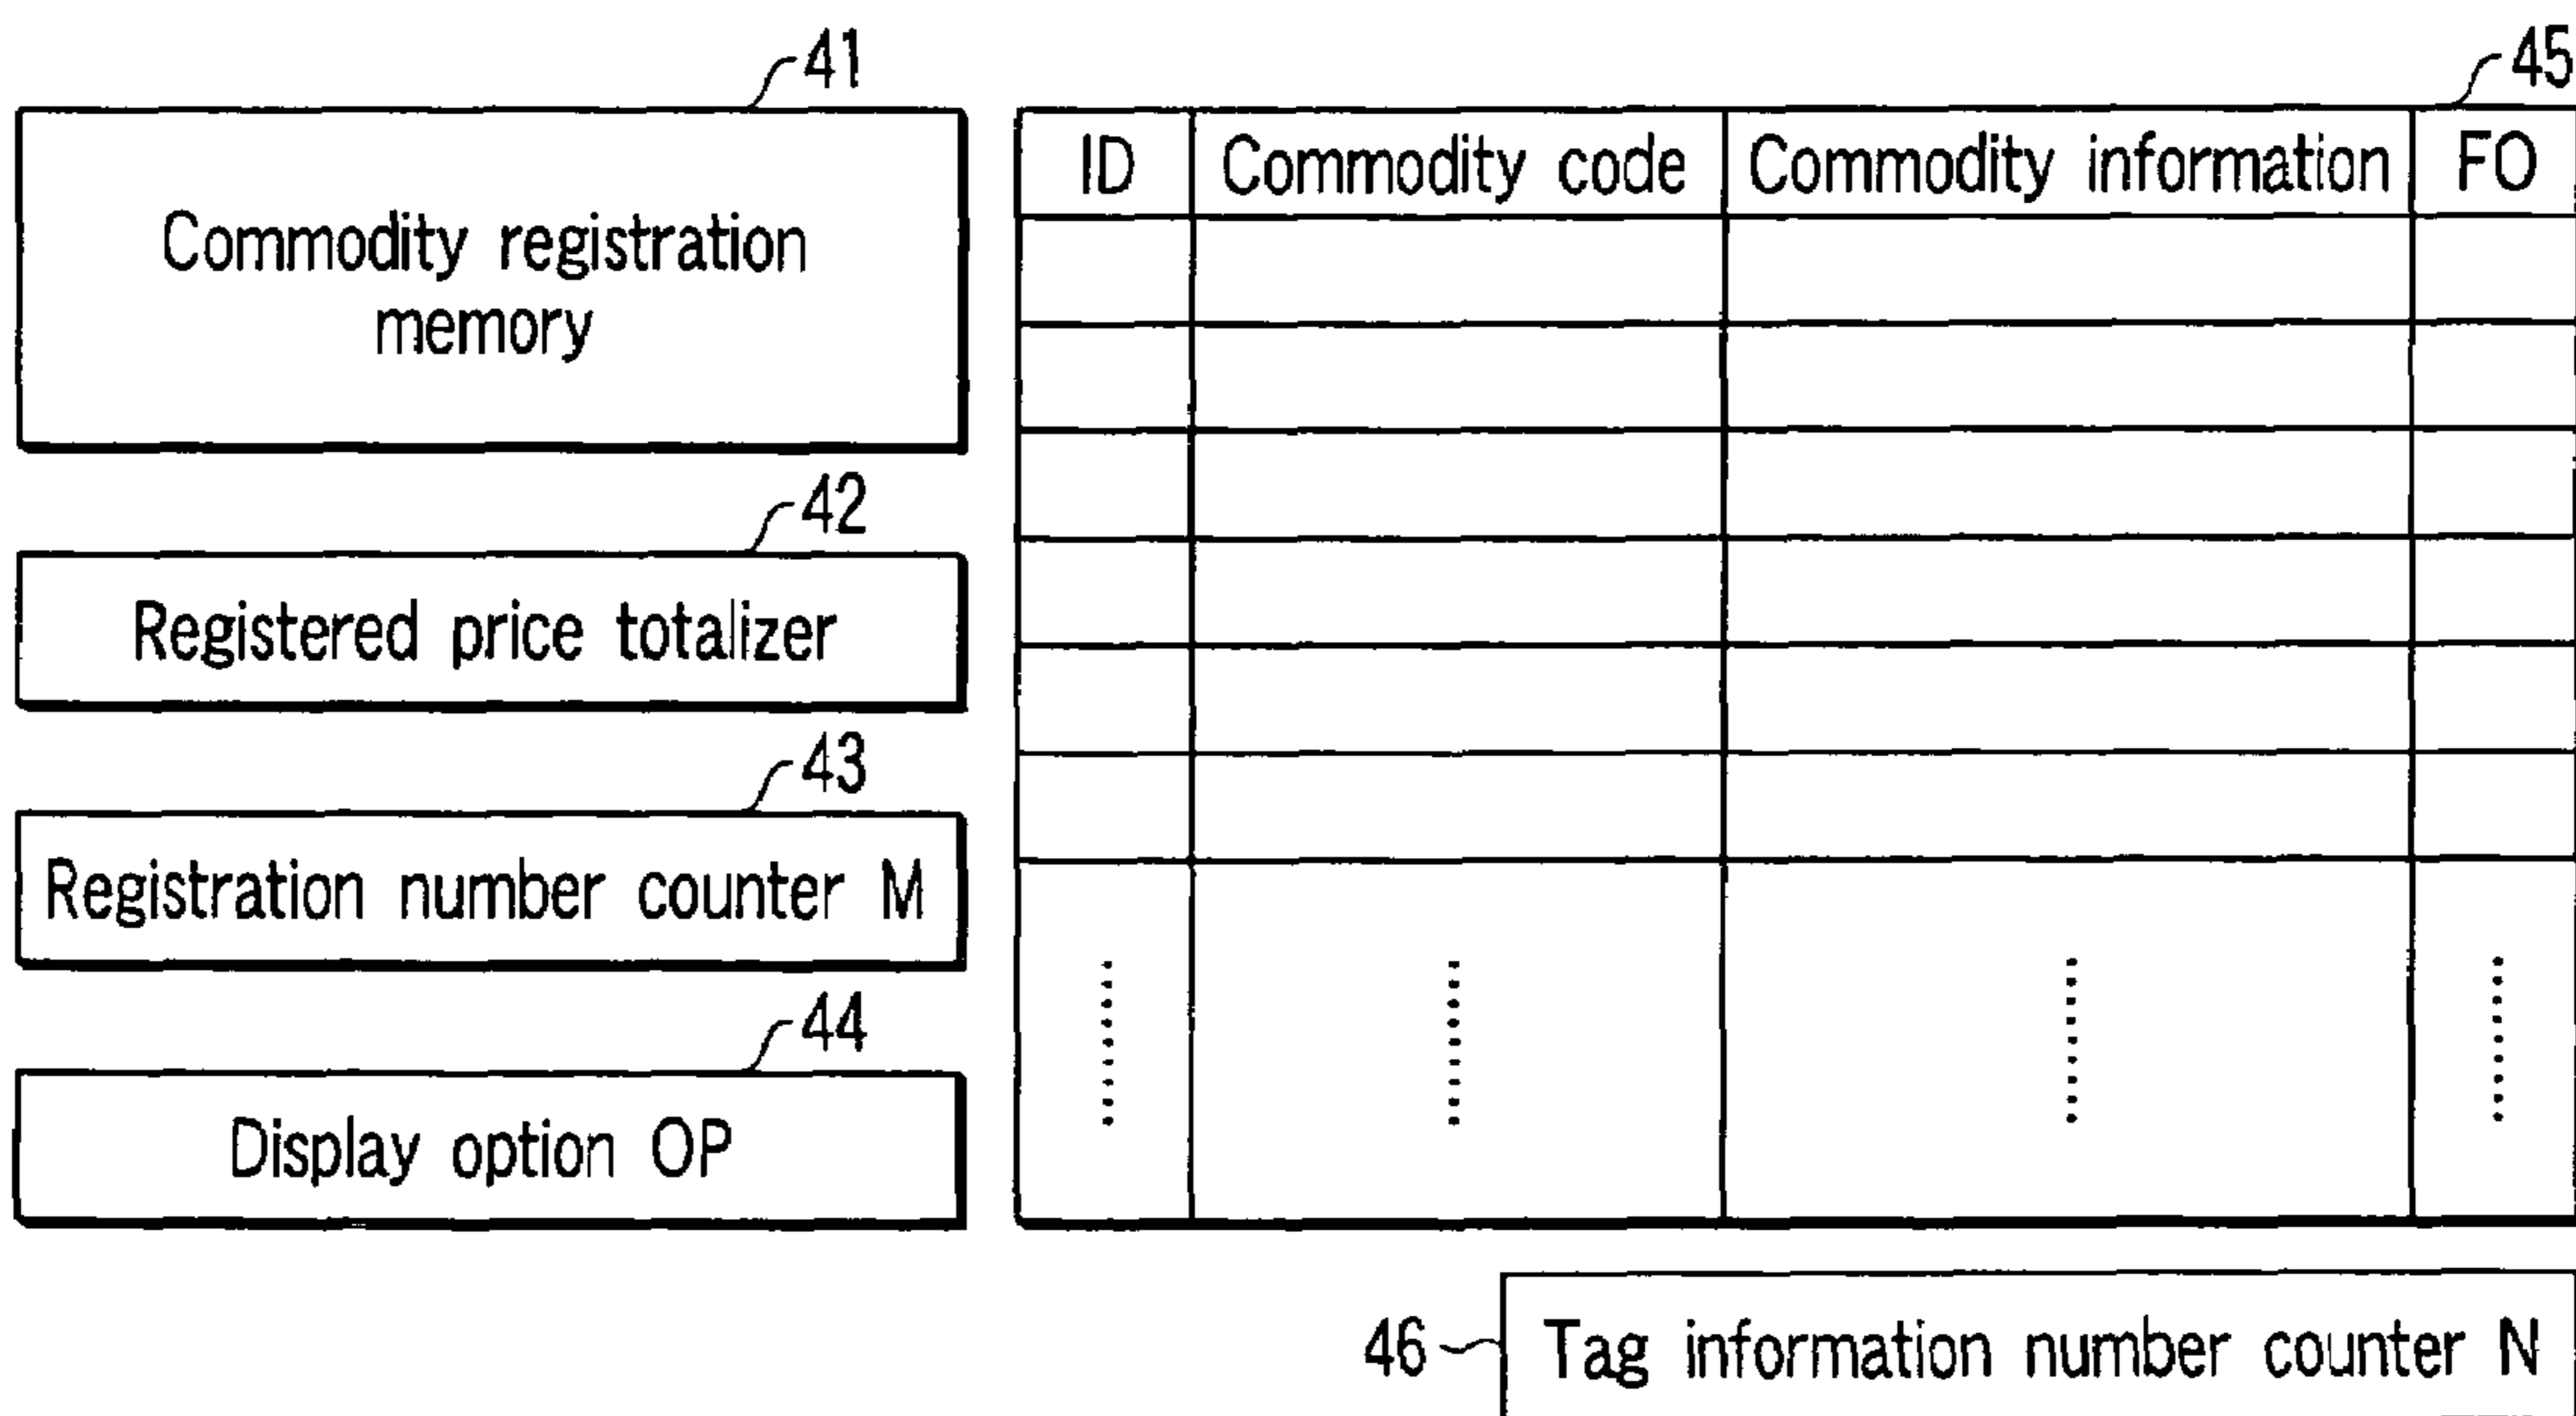 41
Commodity registration
memory
42
Registered price totalizer
43
Registration number counter M
44
Display option OP
45
ID Commodity code Commodity information FO
46
Tag information number counter N